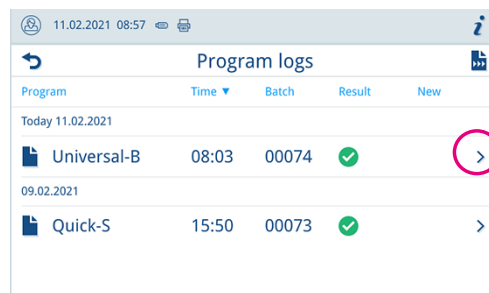 11.02.2021 08:57 i
Program logs
Program Time ▼ Batch Result New
Today 11.02.2021
Universal-B 08:03 00074
09.02.2021
Quick-S 15:50 00073